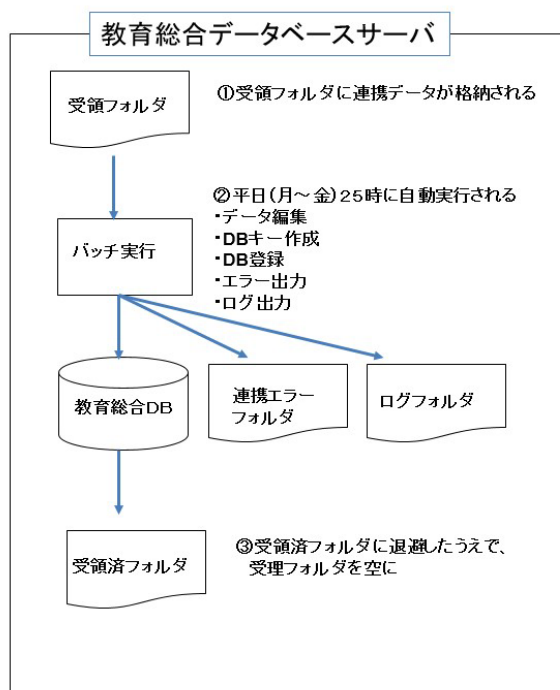 教育総合データベースサーバ
受領フォルダ
①受領フォルダに連携データが格納される
バッチ実行
②平日(月～金)25時に自動実行される
・データ編集
・DBキー作成
・DB登録
・エラー出力
・ログ出力
教育総合DB
連携エラー
フォルダ
ログフォルダ
受領済フォルダ
③受領済フォルダに退避したうえで、
受理フォルダを空に